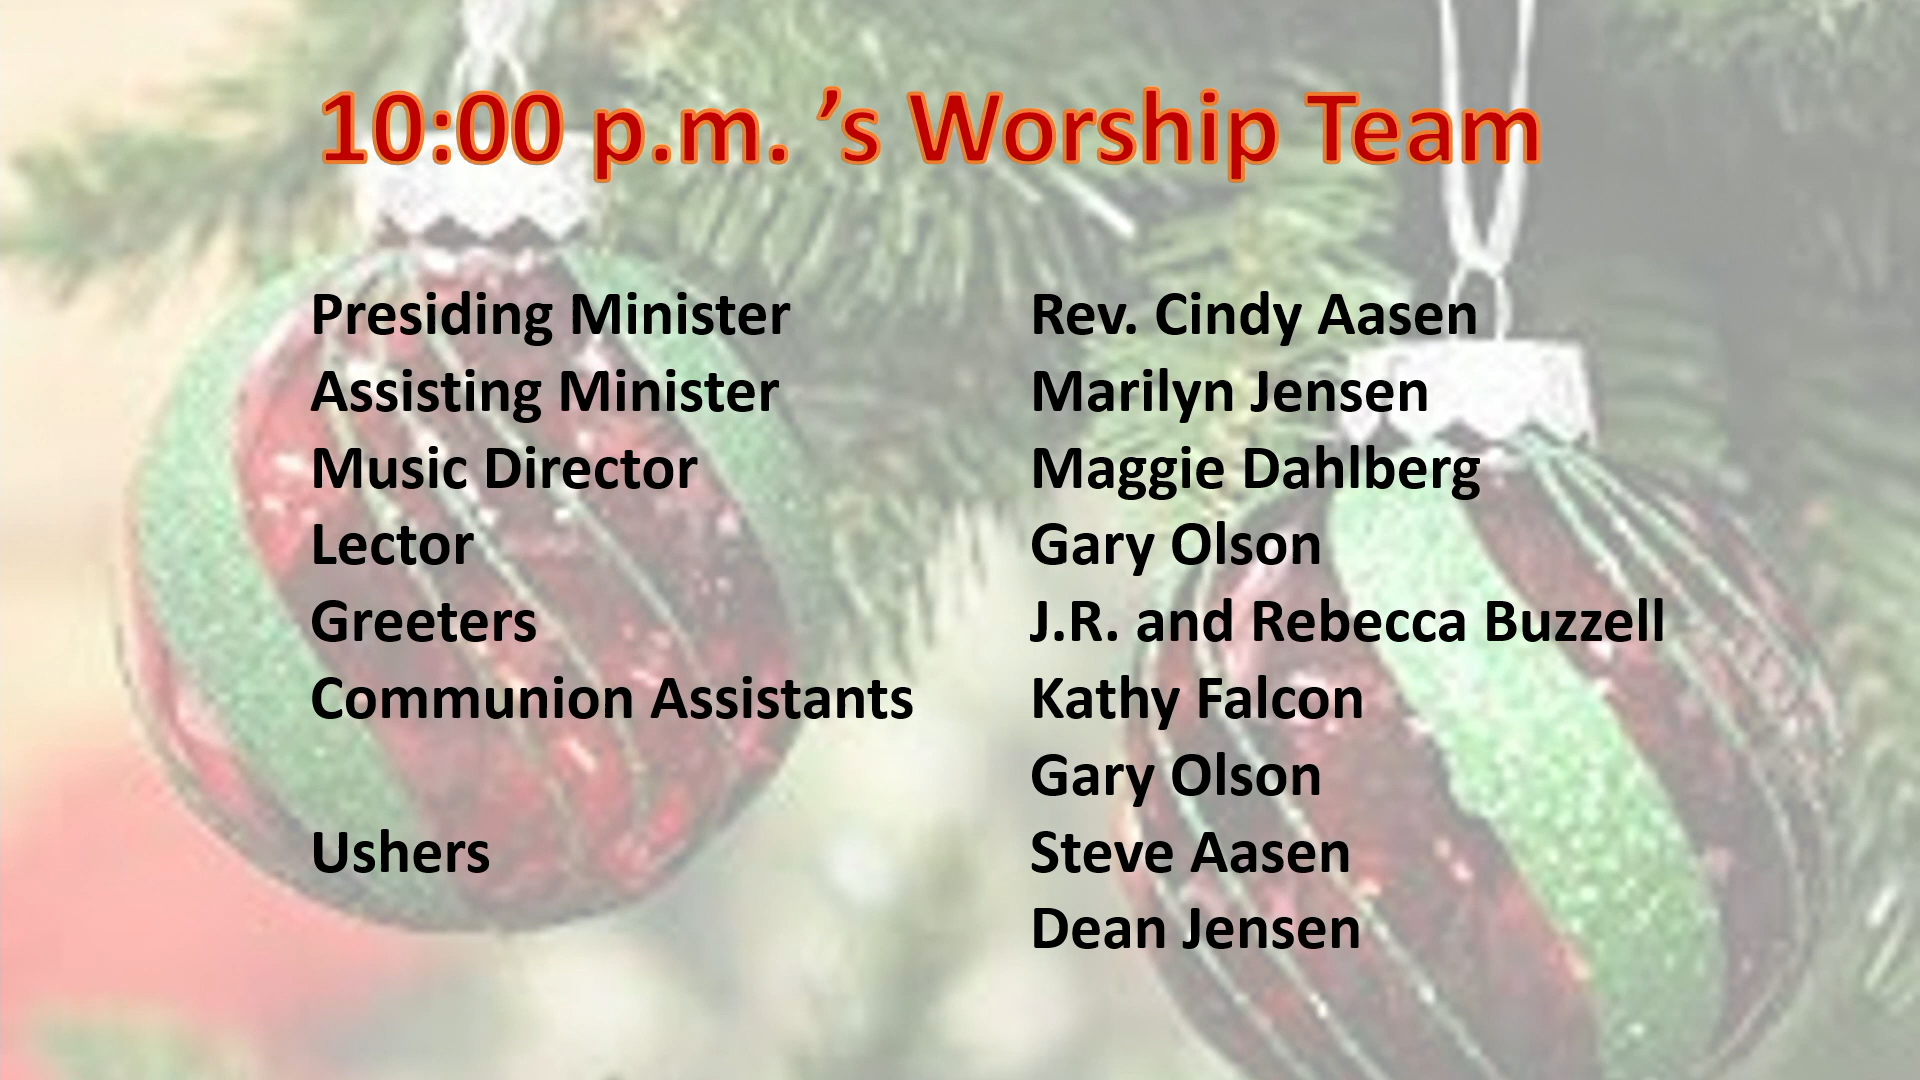 10:00 p.m. ’s Worship Team
Presiding Minister Rev. Cindy Aasen
Assisting Minister Marilyn Jensen
Music Director Maggie Dahlberg
Lector Gary Olson
Greeters J.R. and Rebecca Buzzell
Communion Assistants Kathy Falcon
Gary Olson
Ushers Steve Aasen
Dean Jensen